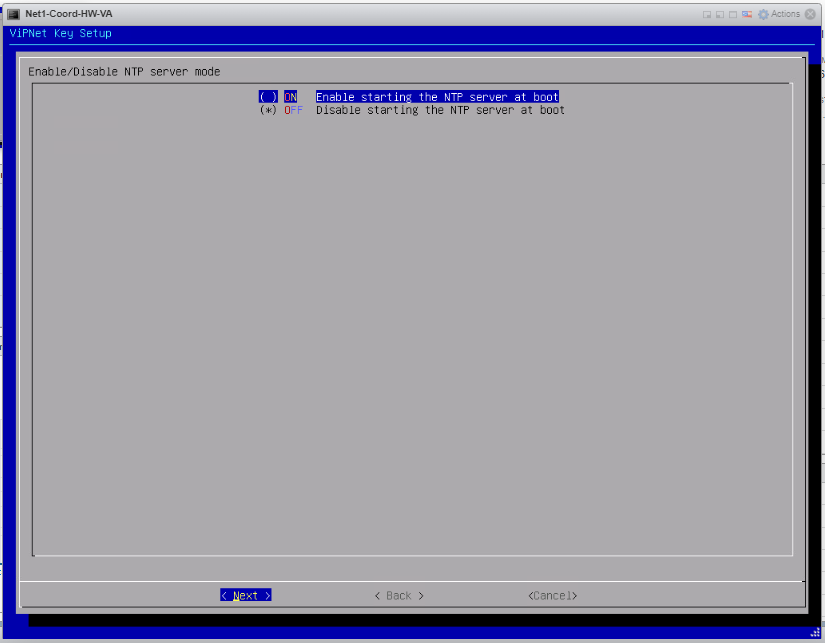 Net1-Coord-HW-VA
Actions
ViPNet Key Setup
Enable/Disable NTP server mode
( ) ON Enable starting the NTP server at boot
(*) OFF Disable starting the NTP server at boot
< Next > < Back > <Cancel>